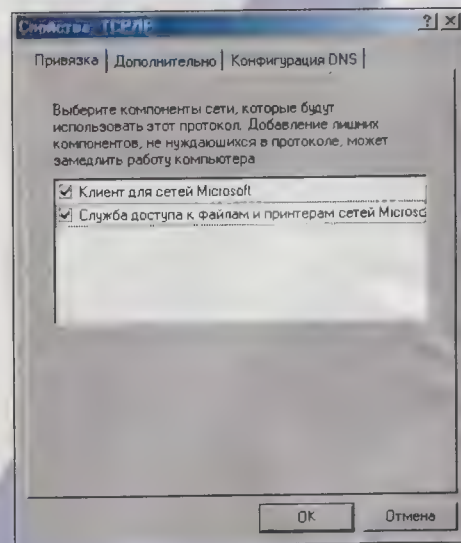 Свойства: TCP/IP
Привязка
Дополнительно
Конфигурация DNS
Выберите компоненты сети, которые будут
использовать этот протокол. Добавление лишних
компонентов, не нуждающихся в протоколе, может
замедлить работу компьютера
Клиент для сетей Microsoft
Служба доступа к файлам и принтерам сетей Microso
OK
Отмена